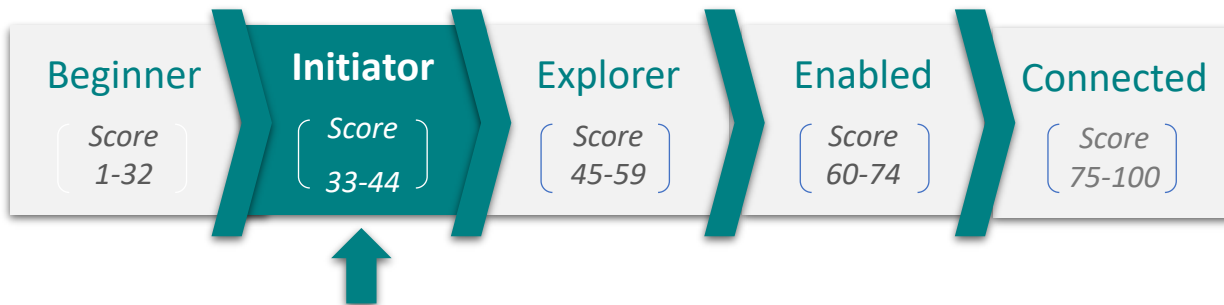 Beginner
Score
1-32
Initiator
Score
33-44
Explorer
Score
45-59
Enabled
Score
60-74
Connected
Score
75-100